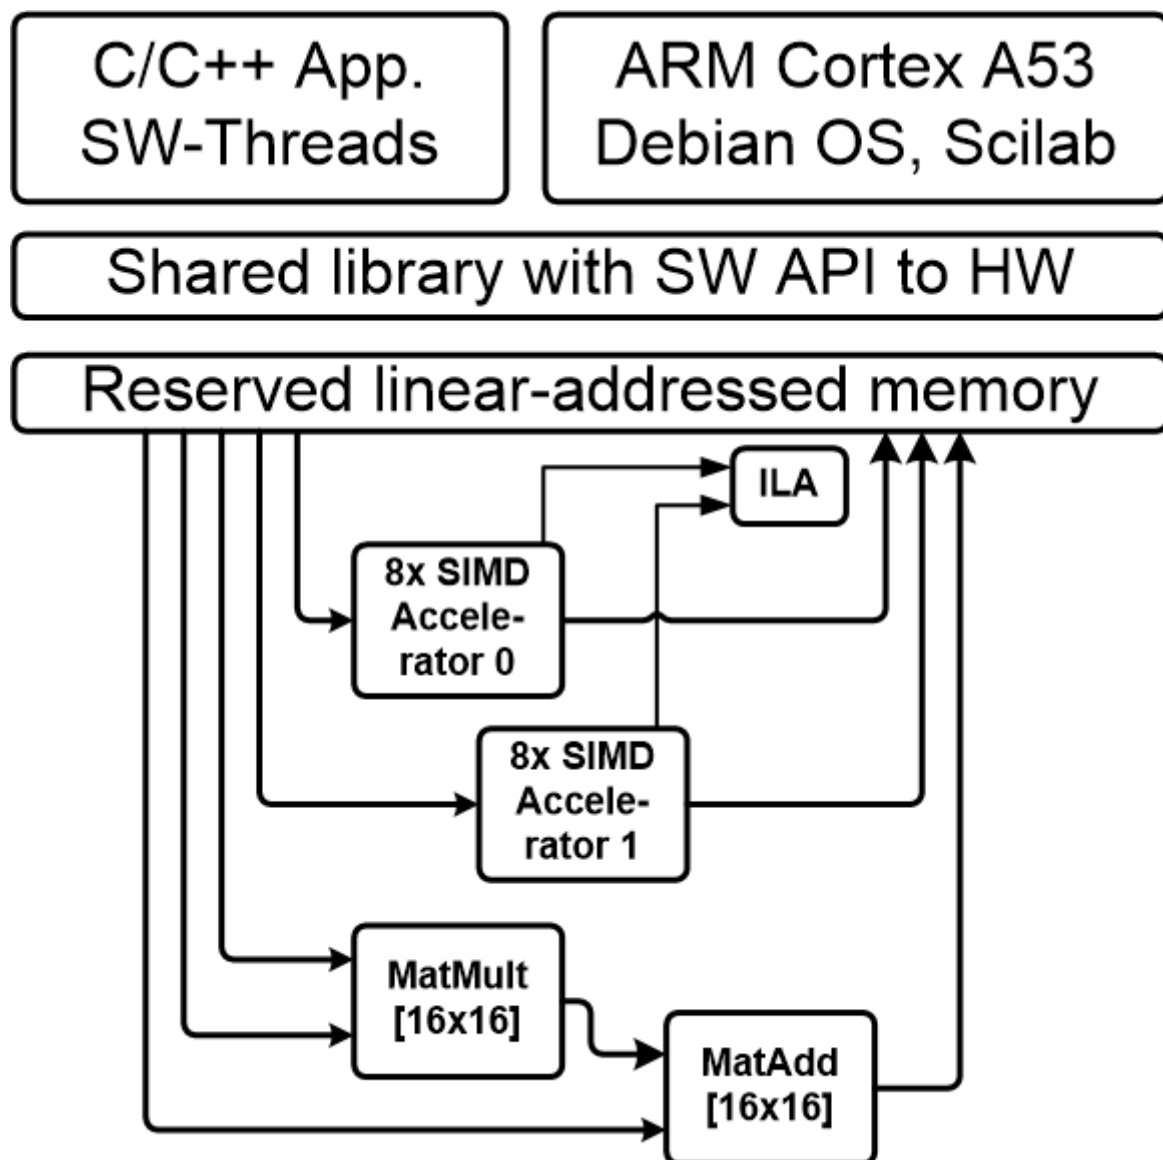 C/C++ App.
SW-Threads
ARM Cortex A53
Debian OS, Scilab
Shared library with SW API to HW
Reserved linear-addressed memory
ILA
8x SIMD
Accele-
rator 0
8x SIMD
Accele-
rator 1
MatMult
[16x16]
MatAdd
[16x16]